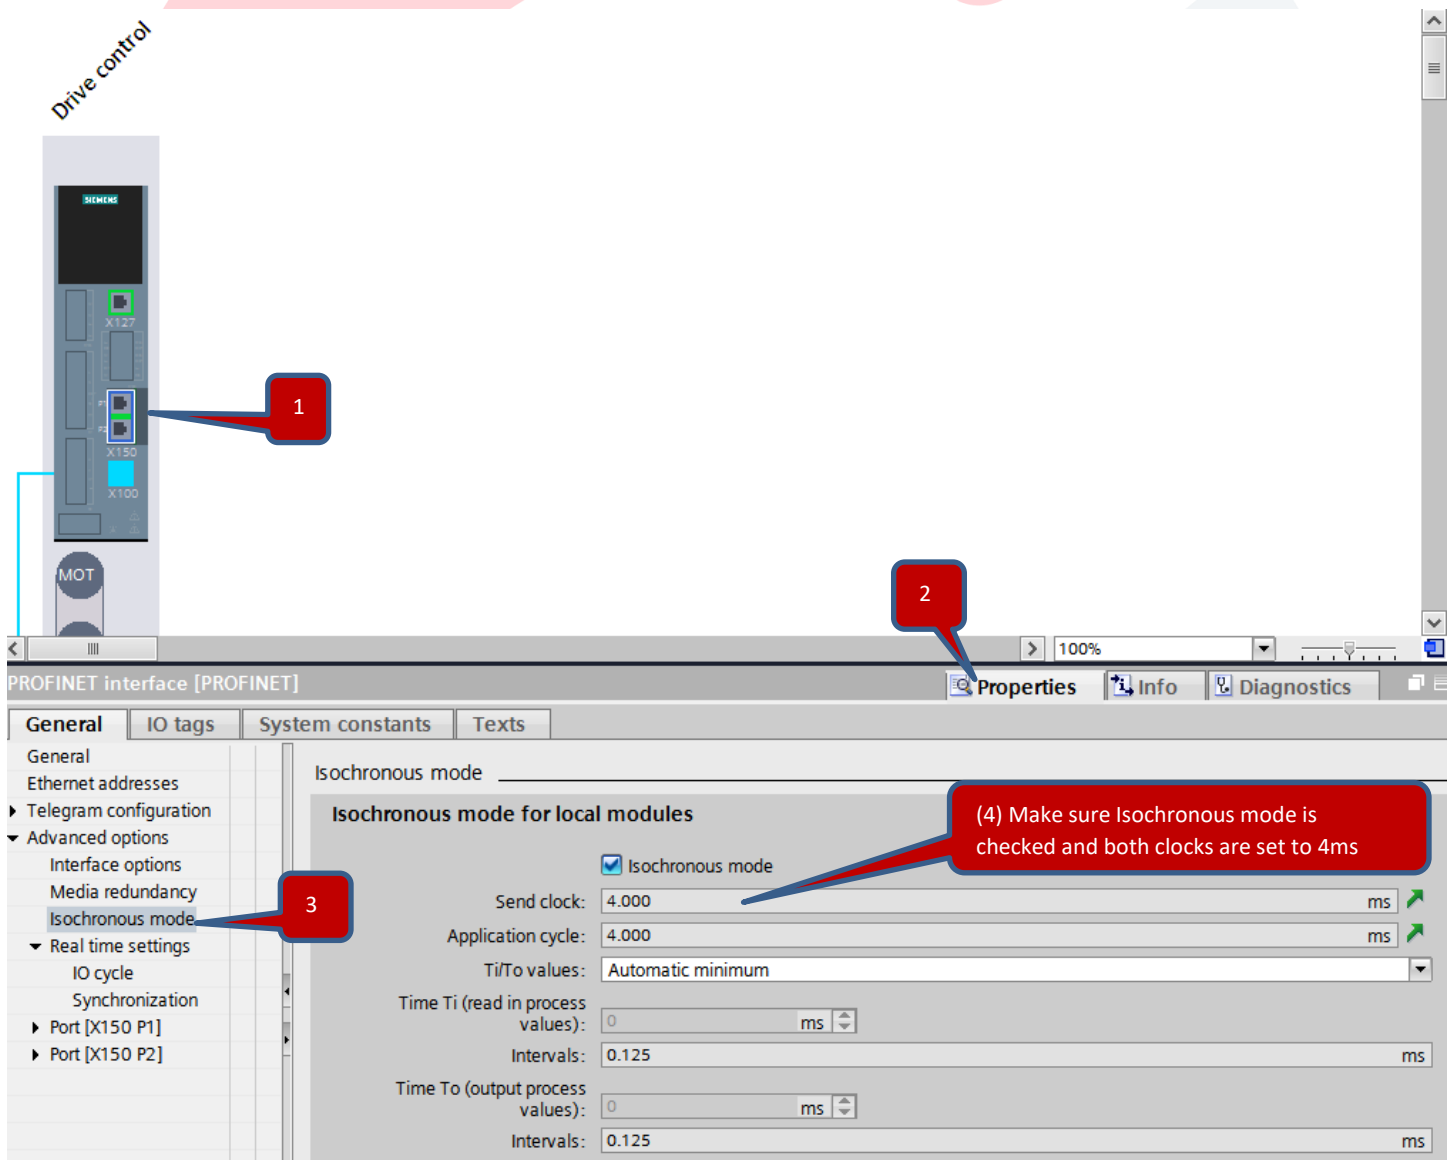 Drive control
SIEMENS
X127
P1
P2
X150
X100
1
MOT
2
100%
PROFINET interface [PROFINET]
Properties
Info
Diagnostics
General
IO tags
System constants
Texts
General
Ethernet addresses
Telegram configuration
Advanced options
Interface options
Media redundancy
Isochronous mode
Real time settings
IO cycle
Synchronization
Port [X150 P1]
Port [X150 P2]
3
Isochronous mode
Isochronous mode for local modules
(4) Make sure Isochronous mode is
checked and both clocks are set to 4ms
Isochronous mode
Send clock: 4.000 ms
Application cycle: 4.000 ms
Ti/To values: Automatic minimum
Time Ti (read in process
values): 0 ms
Intervals: 0.125 ms
Time To (output process
values): 0 ms
Intervals: 0.125 ms